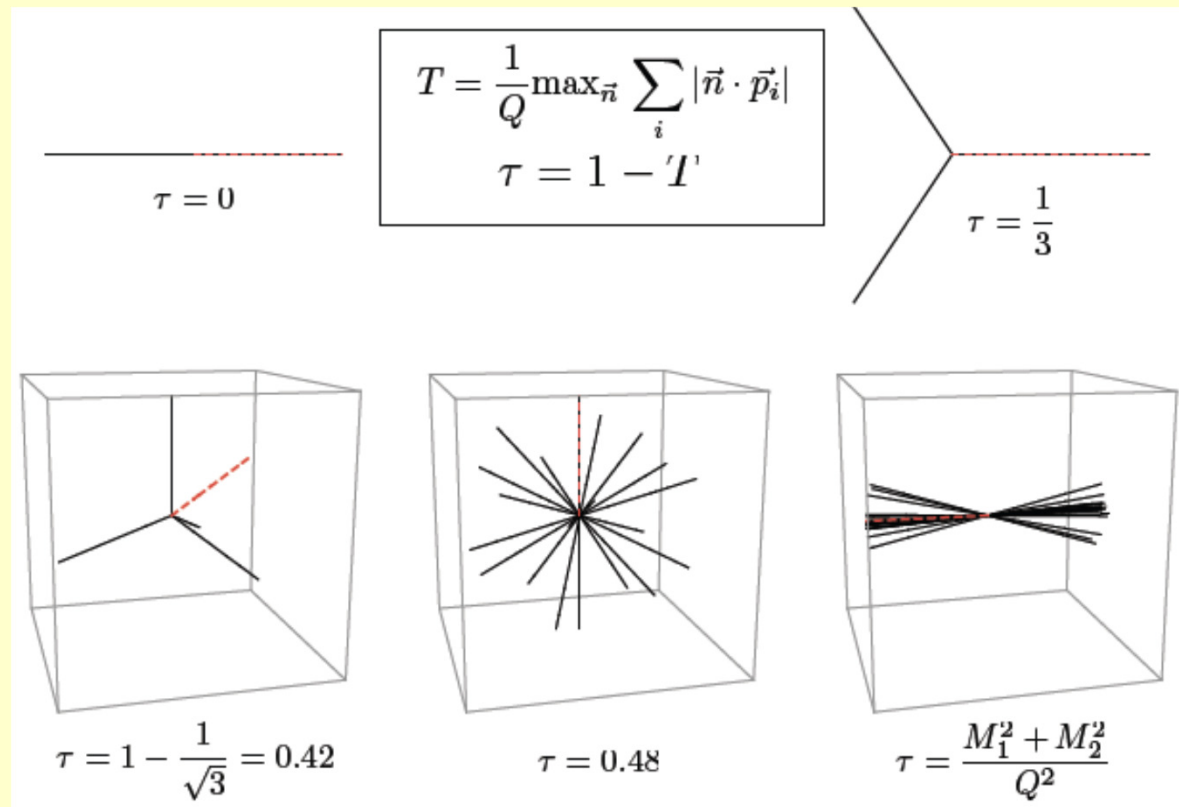 T = \frac{1}{Q} \max_{\vec{n}} \sum_i |\vec{n} \cdot \vec{p}_i|
τ = 1 − T
τ = 0
τ = \frac{1}{3}
τ = 1 − \frac{1}{\sqrt{3}} = 0.42
τ = 0.48
τ = \frac{M_1^2 + M_2^2}{Q^2}